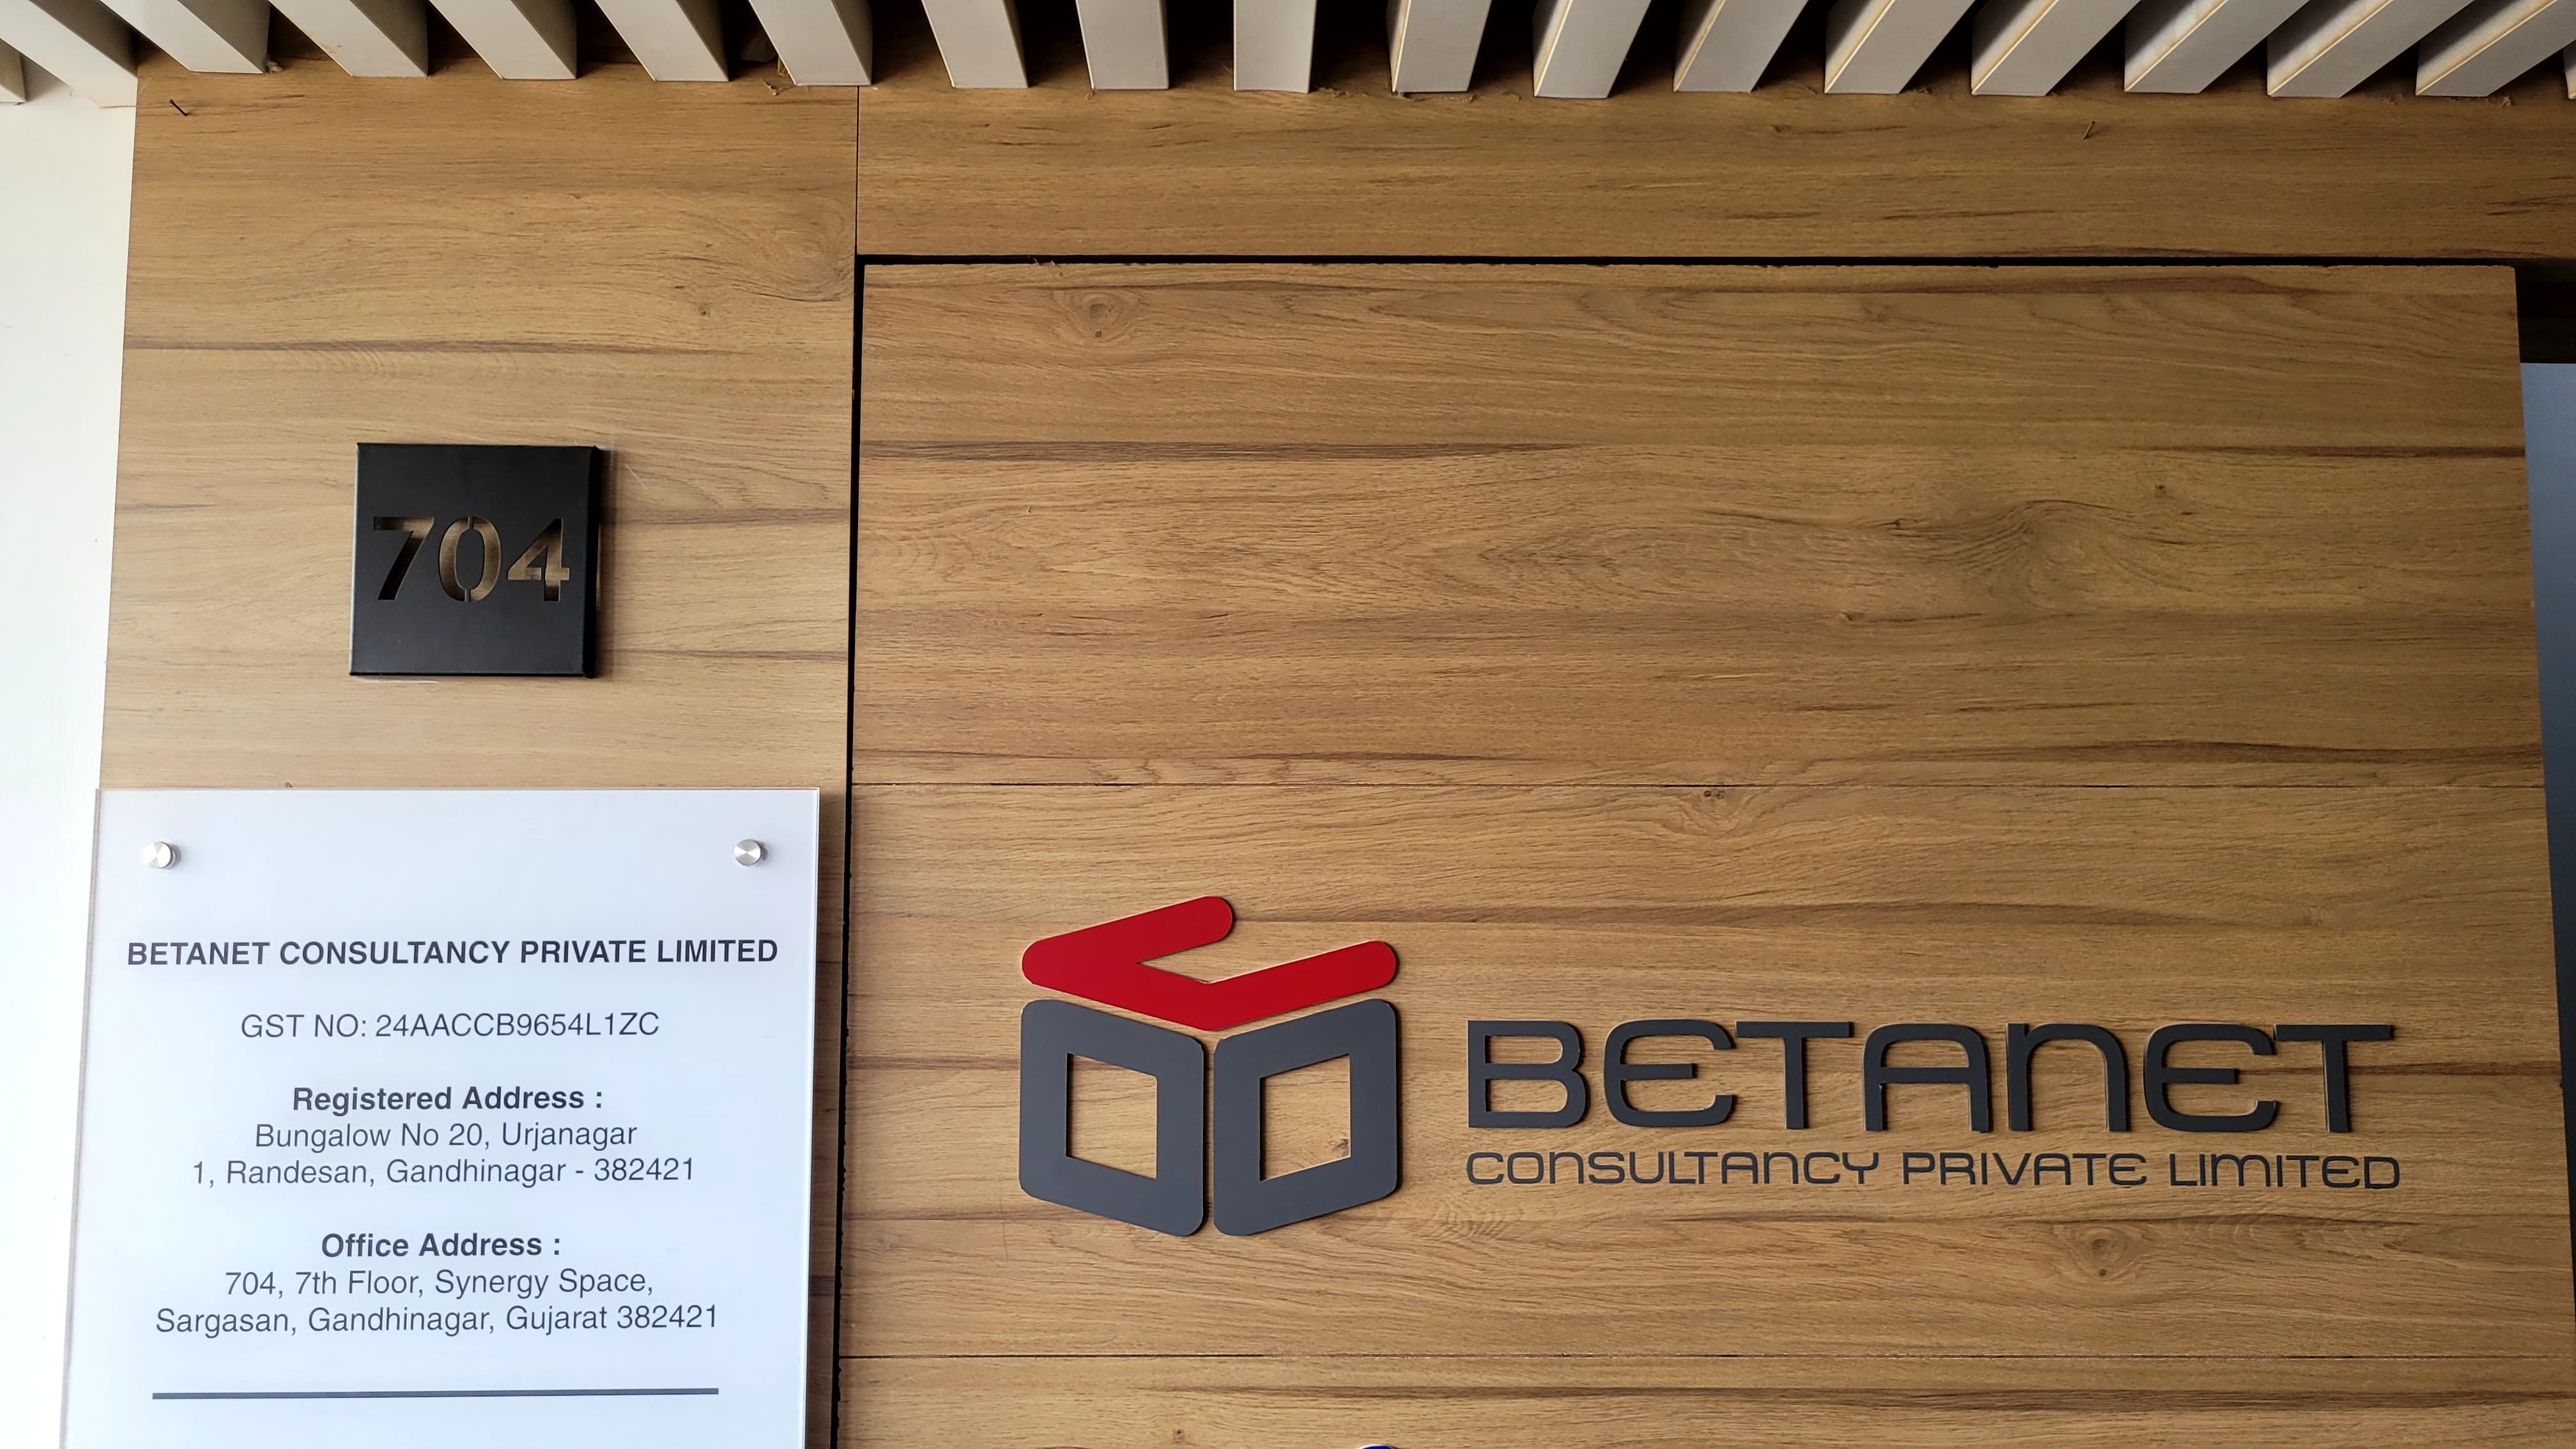 704
BETANET CONSULTANCY PRIVATE LIMITED
GST NO: 24AACCB9654L1ZC
Registered Address :
Bungalow No 20, Urjanagar
1, Randesan, Gandhinagar - 382421
Office Address :
704, 7th Floor, Synergy Space,
Sargasan, Gandhinagar, Gujarat 382421
BETANET
CONSULTANCY PRIVATE LIMITED